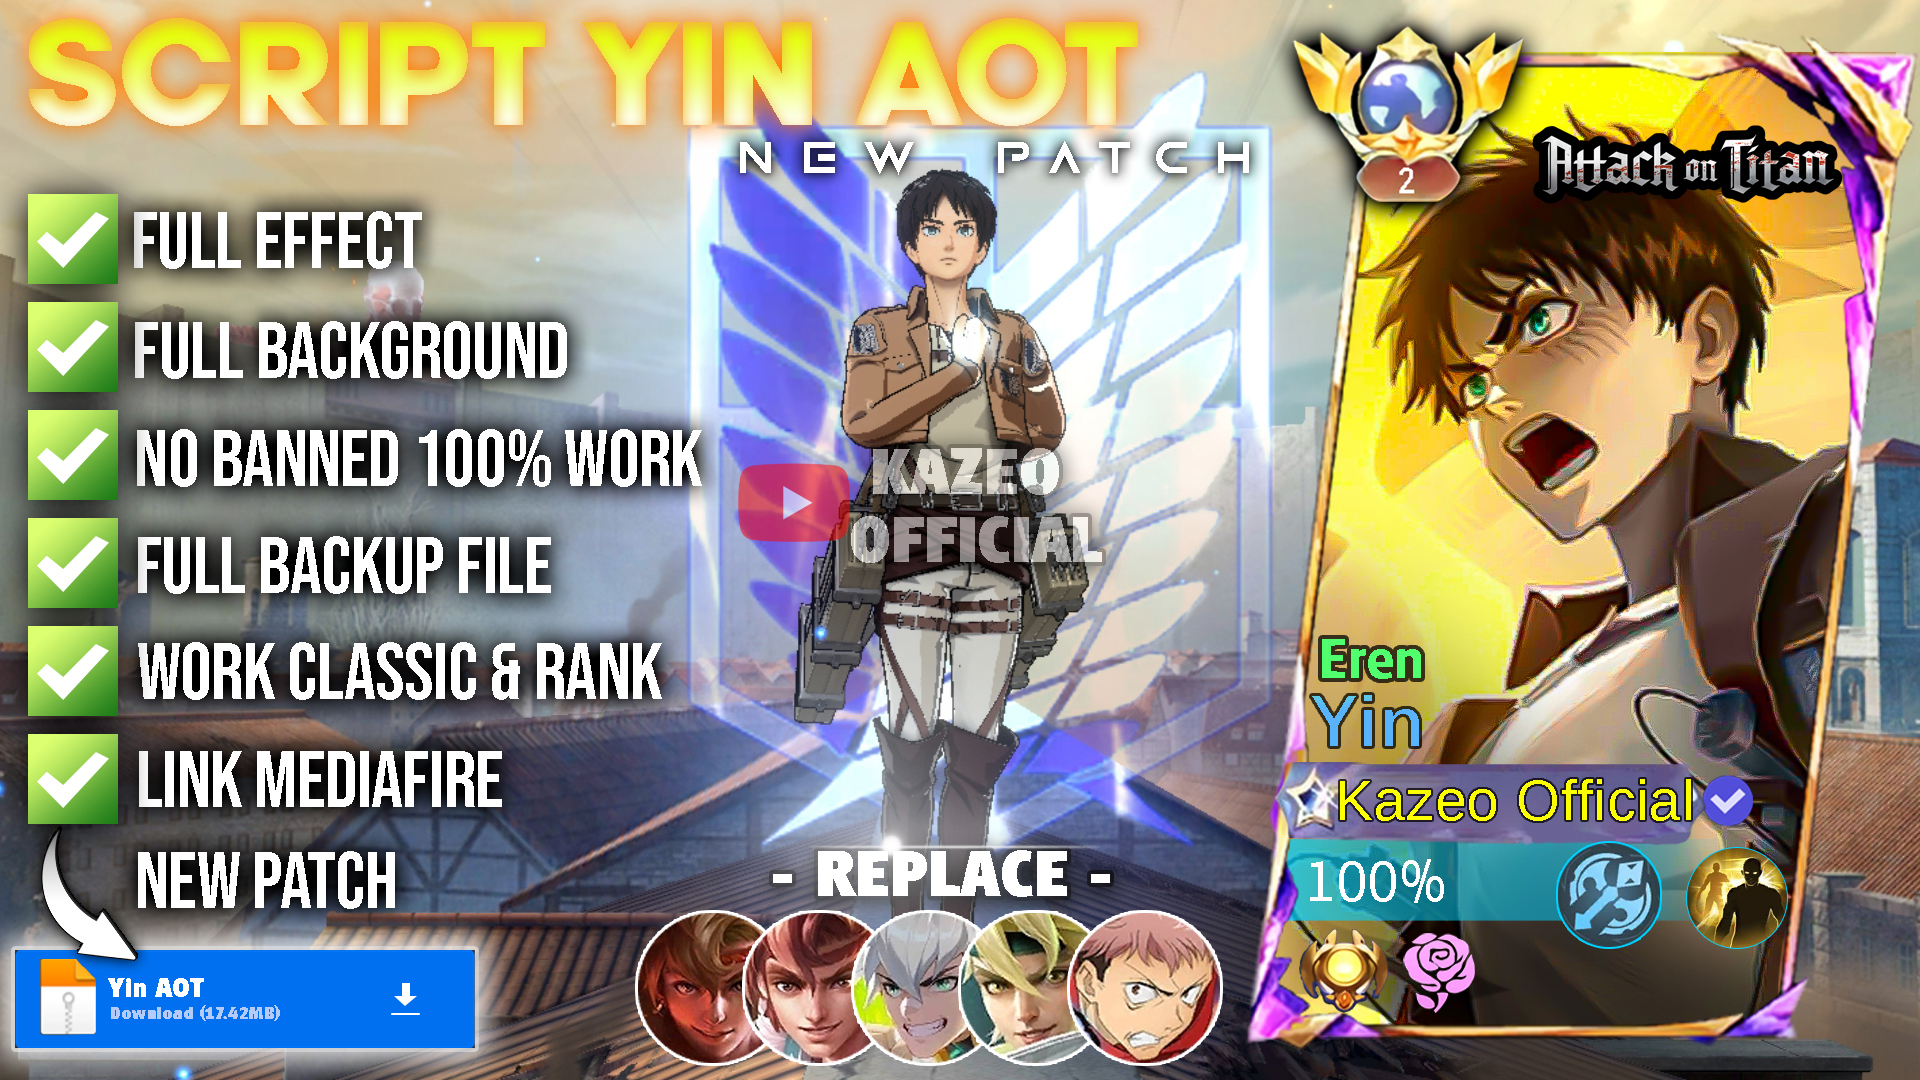 SCRIPT YIN AOT
NEW PATCH
FULL EFFECT
FULL BACKGROUND
NO BANNED 100% WORK
FULL BACKUP FILE
WORK CLASSIC & RANK
LINK MEDIAFIRE
NEW PATCH
Yin AOT
Download (17.42MB)
KAZEO
OFFICIAL
- REPLACE -
2
Attack on Titan
Eren
Yin
Kazeo Official
100%